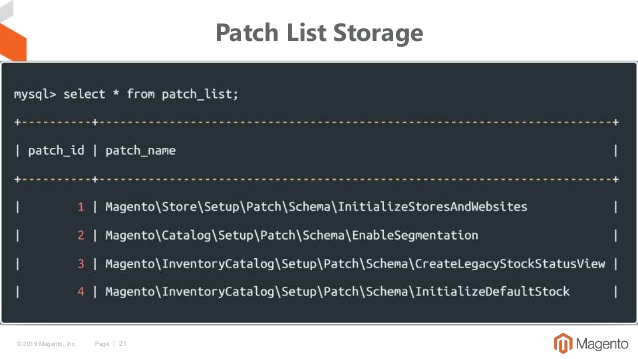 Patch List Storage
mysql> select * from patch_list;
+----------+------------------------------------------------------------------------+
| patch_id | patch_name |
+----------+------------------------------------------------------------------------+
| 1 | Magento\Store\Setup\Patch\Schema\InitializeStoresAndWebsites |
| 2 | Magento\Catalog\Setup\Patch\Schema\EnableSegmentation |
| 3 | Magento\InventoryCatalog\Setup\Patch\Schema\CreateLegacyStockStatusView |
| 4 | Magento\InventoryCatalog\Setup\Patch\Schema\InitializeDefaultStock |
© 2019 Magento, Inc. Page | 21
Magento